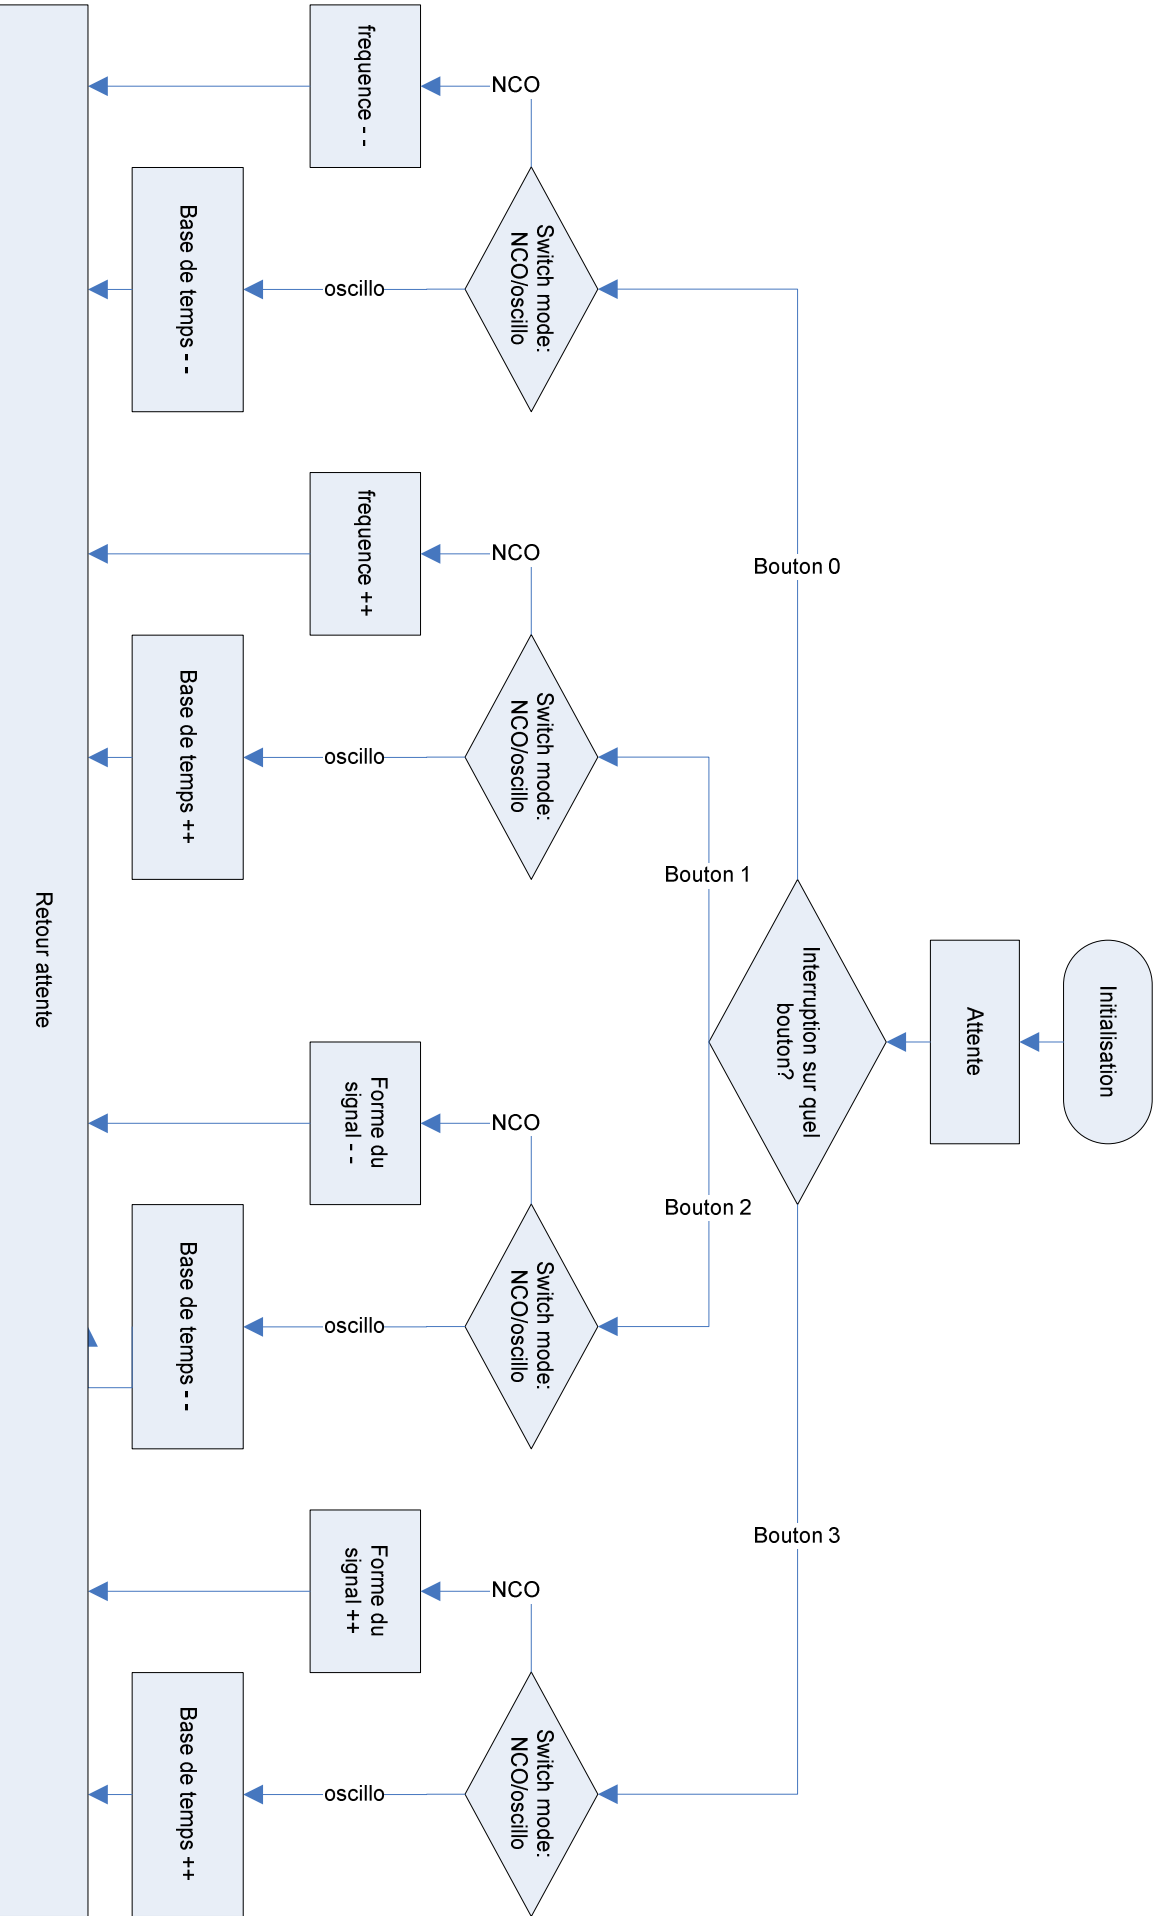 Initialisation
Attente
Interruption sur quel
bouton?
Bouton 0
Bouton 1
Bouton 2
Bouton 3
Switch mode:
NCO/oscillo
NCO
oscillo
frequence - -
Base de temps - -
Switch mode:
NCO/oscillo
NCO
oscillo
frequence ++
Base de temps ++
Switch mode:
NCO/oscillo
NCO
oscillo
Forme du
signal - -
Base de temps - -
Switch mode:
NCO/oscillo
NCO
oscillo
Forme du
signal ++
Base de temps ++
Retour attente